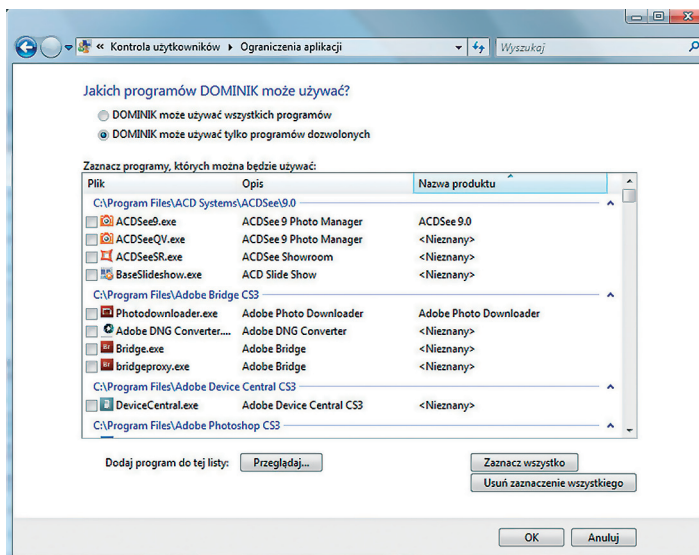 « Kontrola użytkowników ▸ Ograniczenia aplikacji Wyszukaj
Jakich programów DOMINIK może używać?
DOMINIK może używać wszystkich programów
DOMINIK może używać tylko programów dozwolonych
Zaznacz programy, których można będzie używać:
Plik Opis Nazwa produktu
C:\Program Files\ACD Systems\ACDSee\9.0
ACDSee9.exe ACDSee 9 Photo Manager ACDSee 9.0
ACDSeeQV.exe ACDSee 9 Photo Manager <Nieznany>
ACDSeeSR.exe ACDSee Showroom <Nieznany>
BaseSlideshow.exe ACD Slide Show <Nieznany>
C:\Program Files\Adobe Bridge CS3
Photodownloader.exe Adobe Photo Downloader Adobe Photo Downloader
Adobe DNG Converter.... Adobe DNG Converter <Nieznany>
Br Bridge.exe Adobe Bridge <Nieznany>
Br bridgeproxy.exe Adobe Bridge <Nieznany>
C:\Program Files\Adobe Device Central CS3
DeviceCentral.exe Adobe Device Central CS3 <Nieznany>
C:\Program Files\Adobe Photoshop CS3
Dodaj program do tej listy: Przeglądaj... Zaznacz wszystko
Usuń zaznaczenie wszystkiego
OK Anuluj